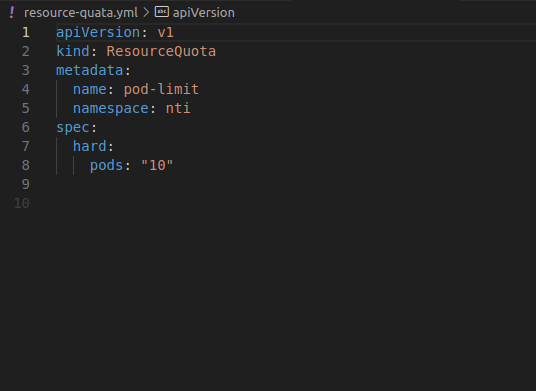 ! resource-quata.yml > abc apiVersion
1 apiVersion: v1
2 kind: ResourceQuota
3 metadata:
4   name: pod-limit
5   namespace: nti
6 spec:
7   hard:
8     pods: "10"
9
10